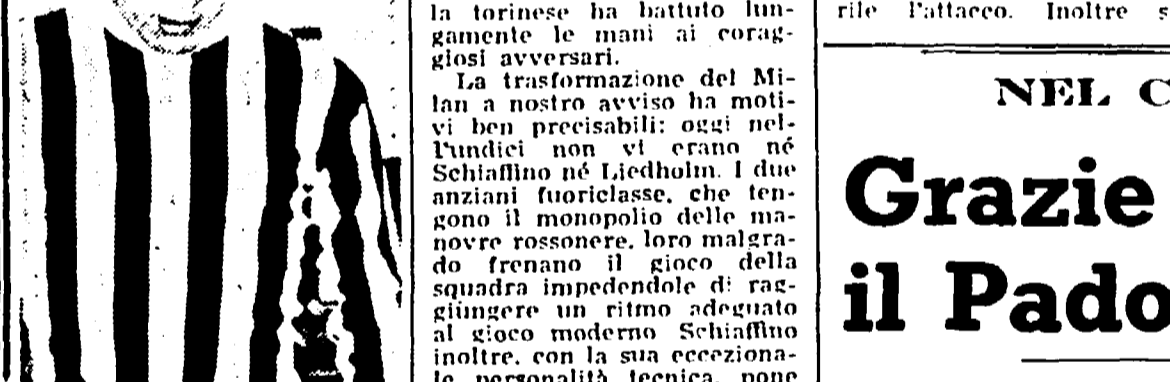 la torinese ha battuto lun-
gamente le mani ai corag-
giosi avversari.
La trasformazione del Mi-
lan a nostro avviso ha moti-
vi ben precisabili: oggi nel-
l'undici non vi erano né
Schiaffino né Liedholm. I due
anziani fuoriclasse, che ten-
gono il monopolio delle ma-
novre rossonere, loro malgra-
do frenano il gioco della
squadra impedendole di rag-
giungere un ritmo adeguato
al gioco moderno Schiaffino
inoltre, con la sua ecceziona-
le personalità tecnica, pone
rile l'attacco. Inoltre s
NEL C
Grazie
il Pado